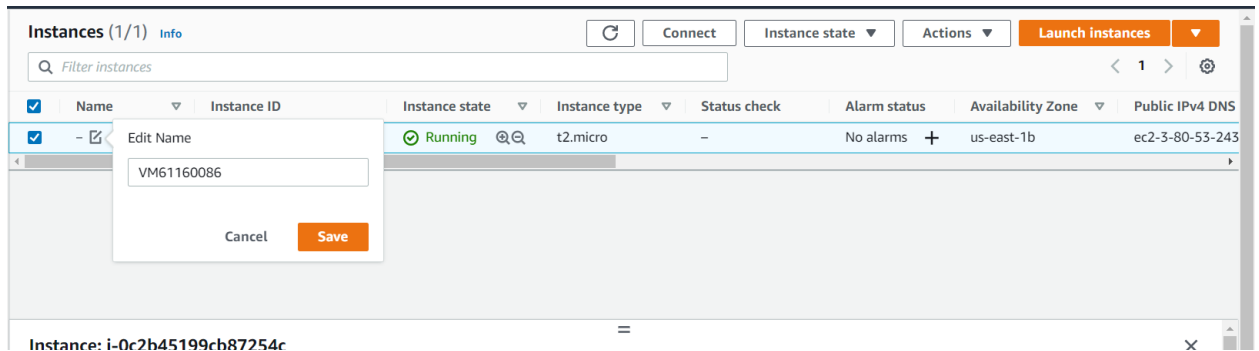 Instances (1/1) Info
Connect Instance state Actions Launch instances
Filter instances
1
Name Instance ID Instance state Instance type Status check Alarm status Availability Zone Public IPv4 DNS
– Running t2.micro – No alarms + us-east-1b ec2-3-80-53-243
Edit Name
VM61160086
Cancel Save
Instance: i-0c2b45199cb87254c